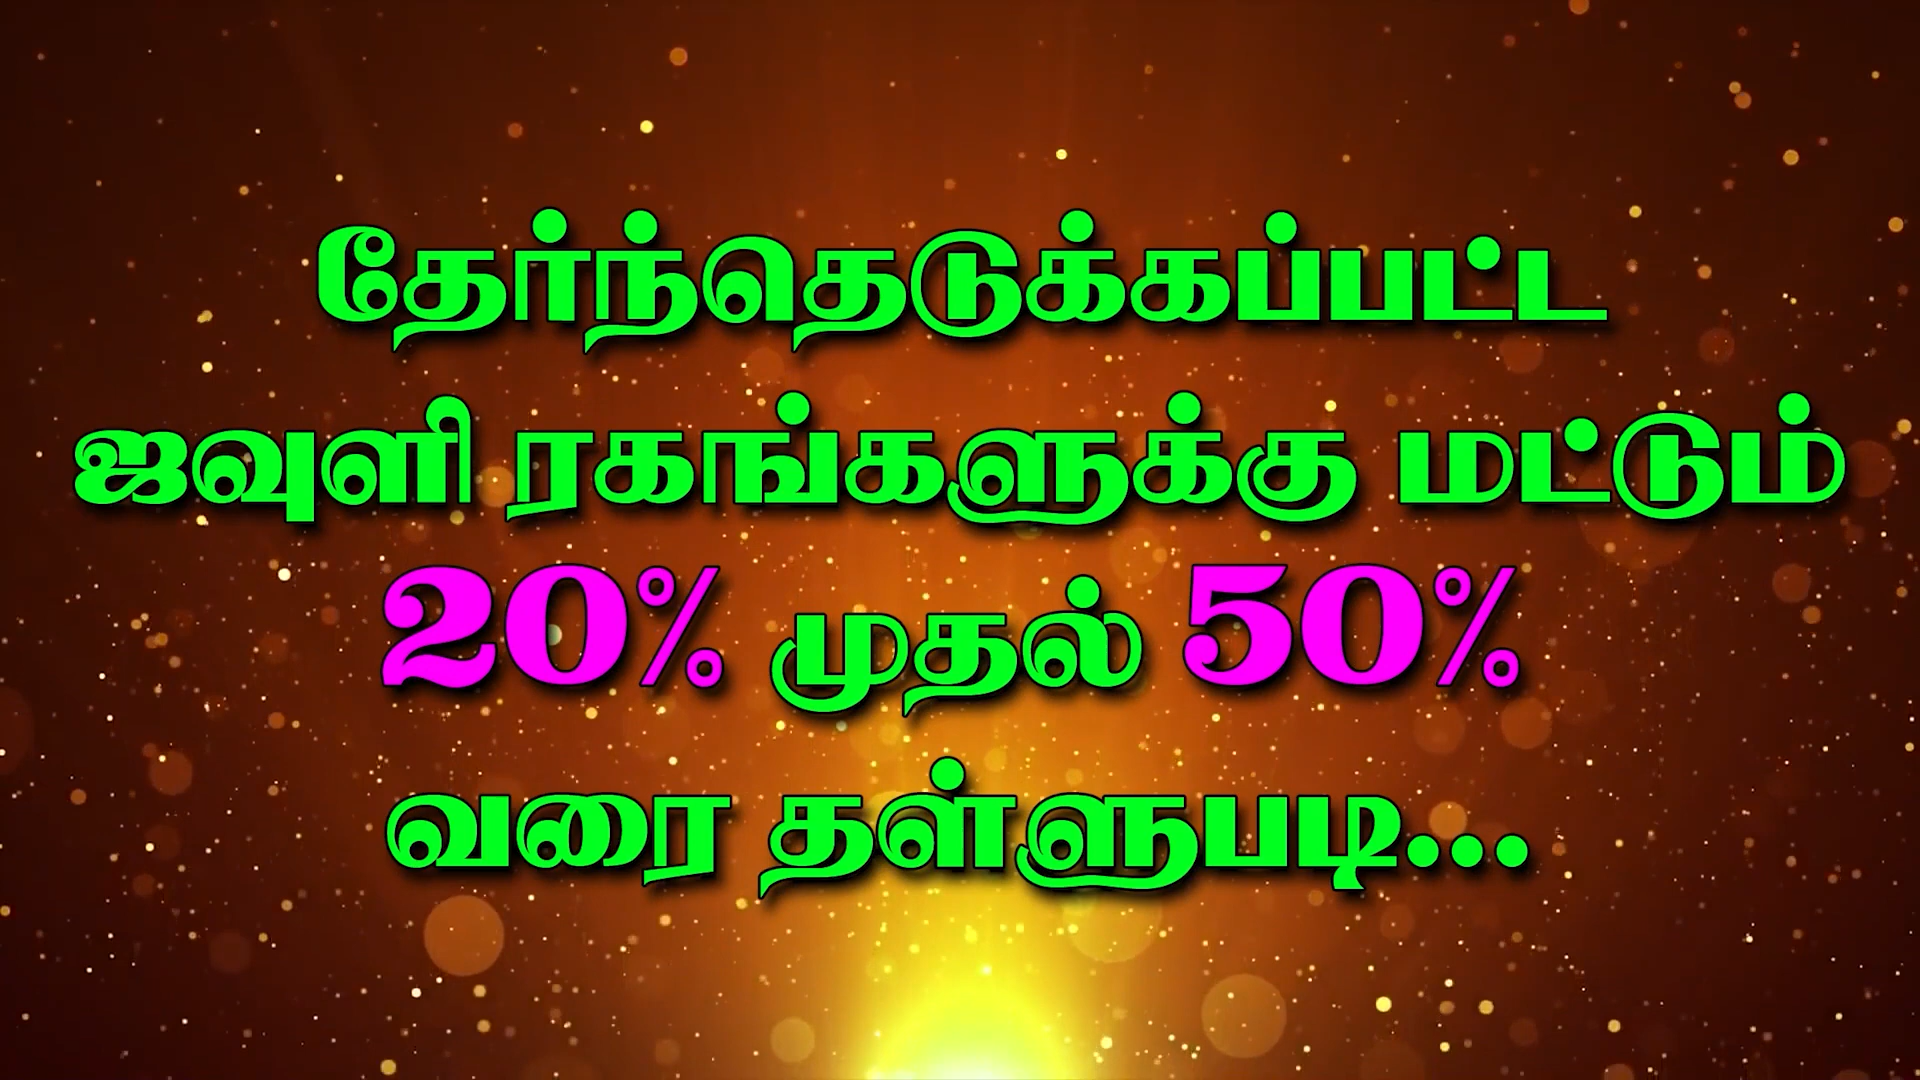 தேர்ந்தெடுக்கப்பட்ட
ஜவுளி ரகங்களுக்கு மட்டும்
20% முதல் 50%
வரை தள்ளுபடி...